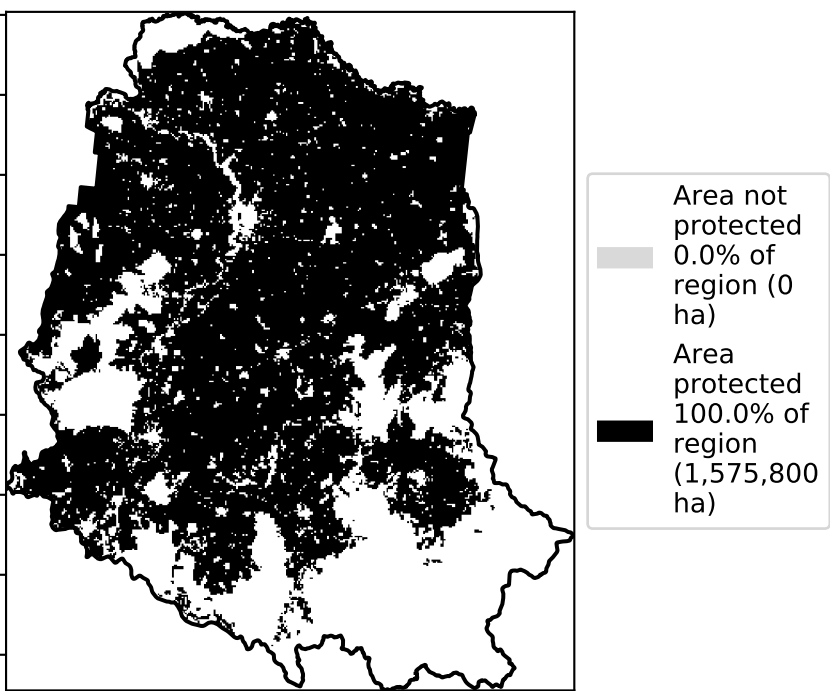 Area not
protected
0.0% of
region (0
ha)
Area
protected
100.0% of
region
(1,575,800
ha)